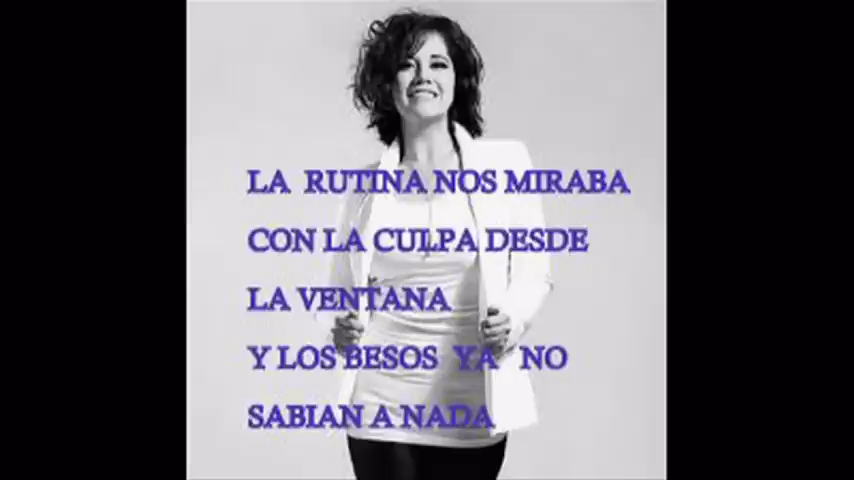 LA RUTINA NOS MIRABA
CON LA CULPA DESDE
LA VENTANA
Y LOS BESOS YA NO
SABIAN A NADA